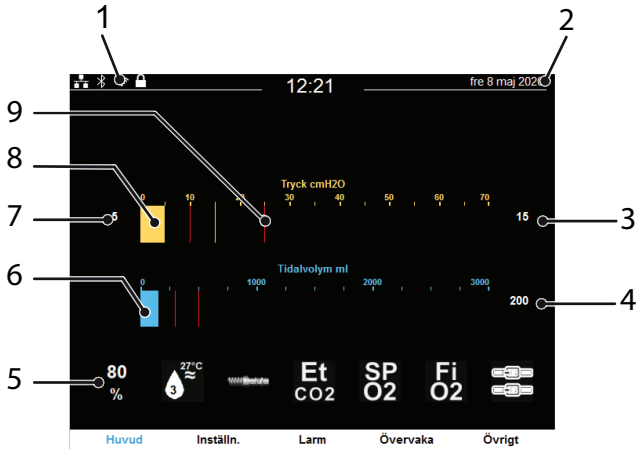 1 2
12:21 fre 8 maj 2020
9
Tryck cmH2O
8
0 10 20 30 40 50 60 70
7 5 15 3
Tidalvolym ml
6
0 1000 2000 3000
200 4
5 80 % 27°C 3 Et CO2 SP O2 Fi O2
Huvud Inställn. Larm Övervaka Övrigt